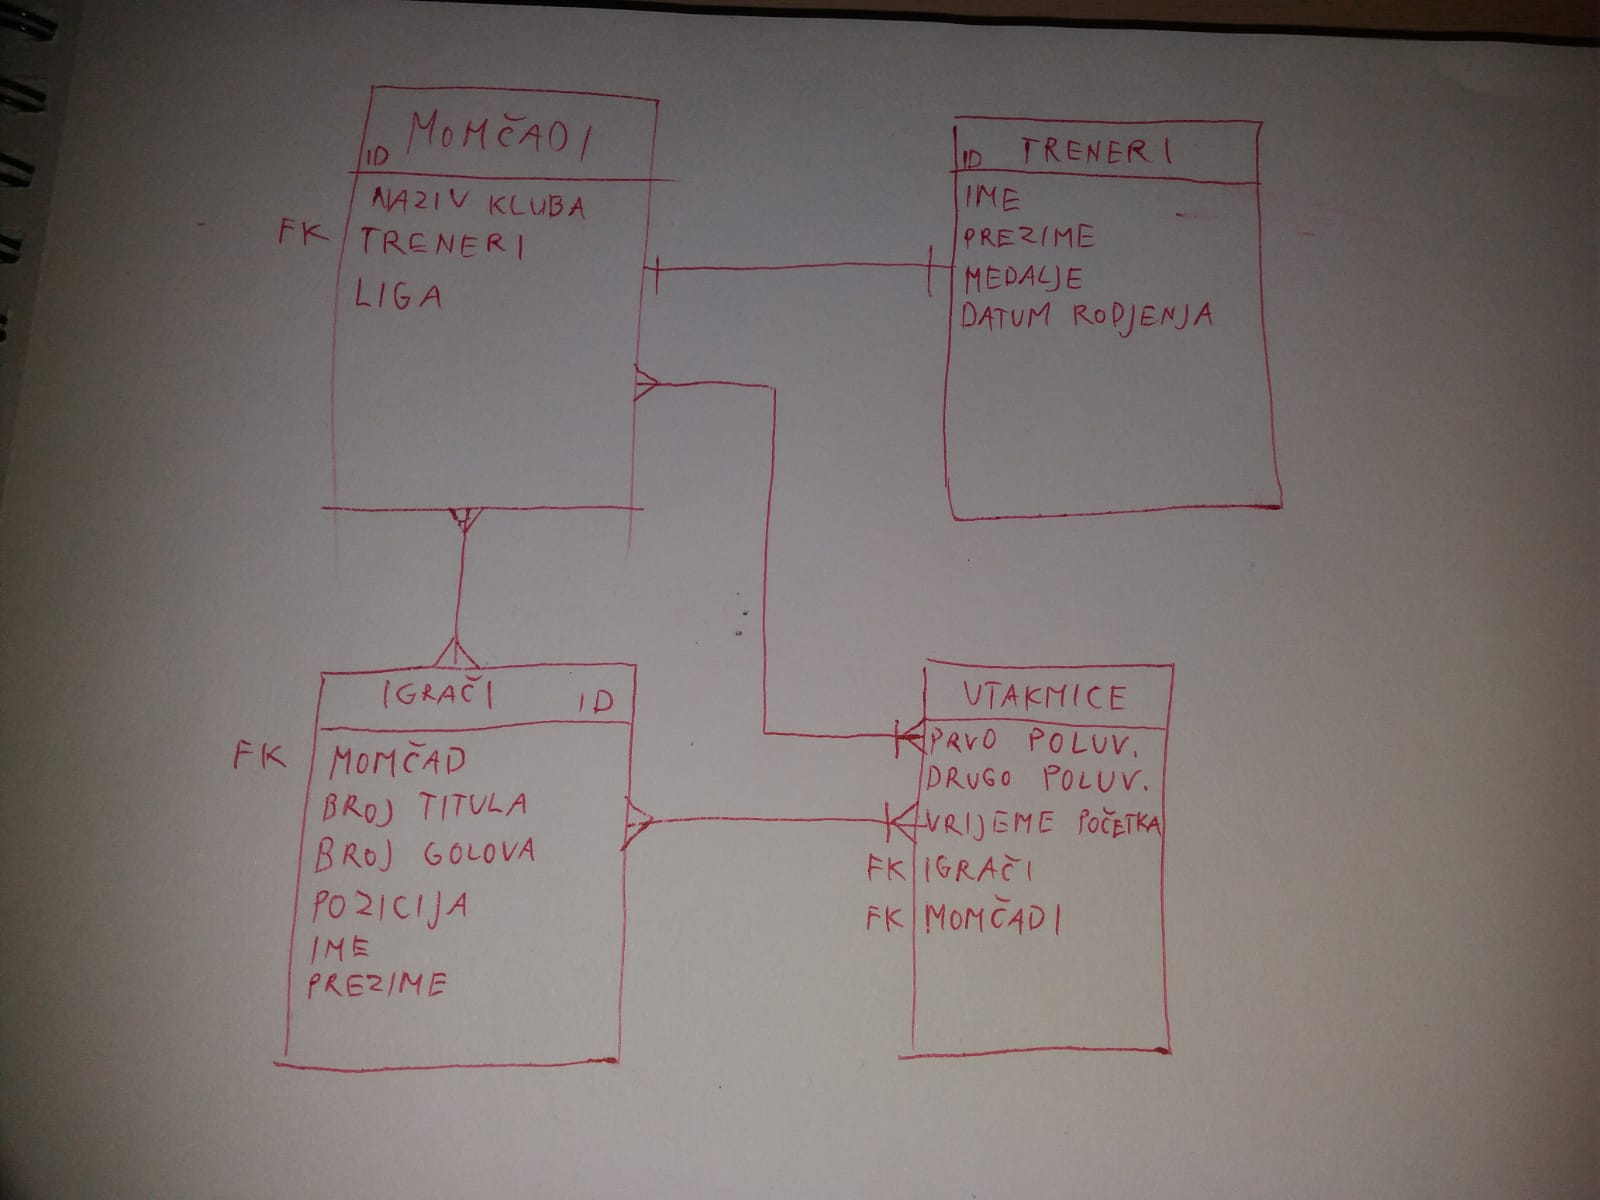 MOMČADI
ID
NAZIV KLUBA
FK TRENERI
LIGA
TRENERI
ID
IME
PREZIME
MEDALJE
DATUM RODJENJA
IGRAČI ID
FK MOMČAD
BROJ TITULA
BROJ GOLOVA
POZICIJA
IME
PREZIME
UTAKMICE
PRVO POLUV.
DRUGO POLUV.
VRIJEME POČETKA
FK IGRAČI
FK MOMČADI